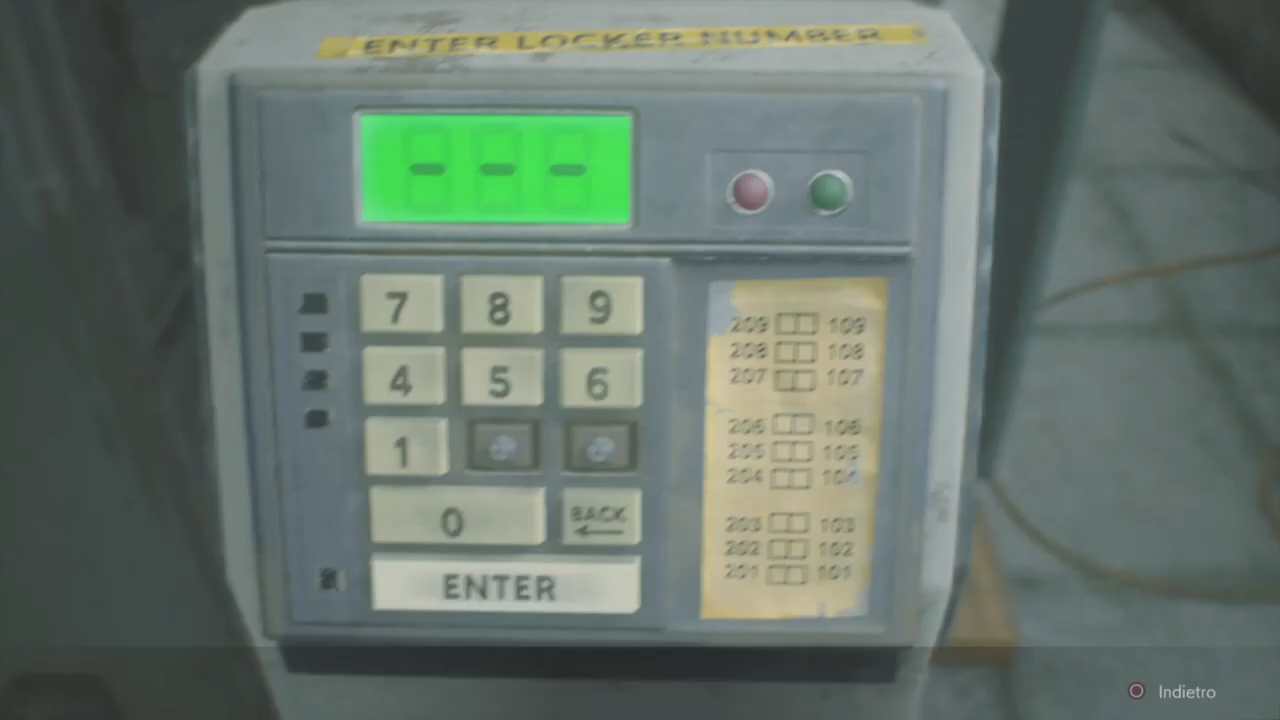 ENTER LOCKER NUMBER
- - -
7 8 9
4 5 6
1
0 BACK
ENTER
209 109
208 108
207 107
206 106
205 105
204 104
203 103
202 102
201 101
Indietro